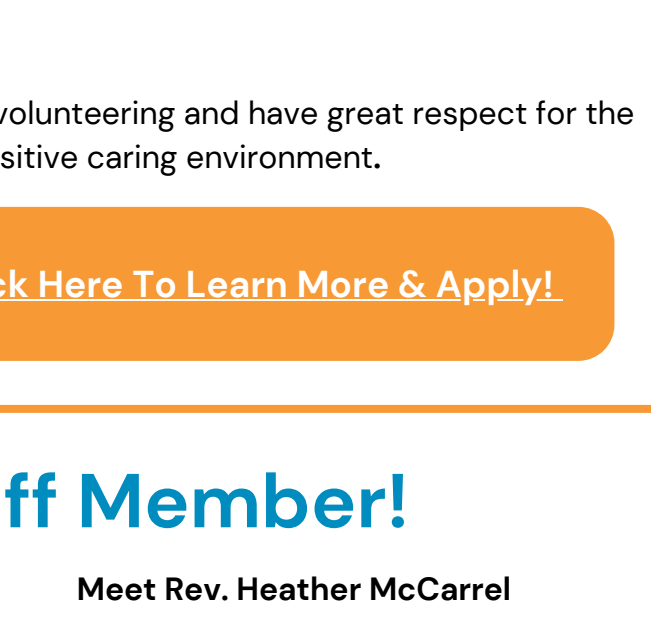 volunteering and have great respect for the
sitive caring environment.
ck Here To Learn More & Apply!
ff Member!
Meet Rev. Heather McCarrel